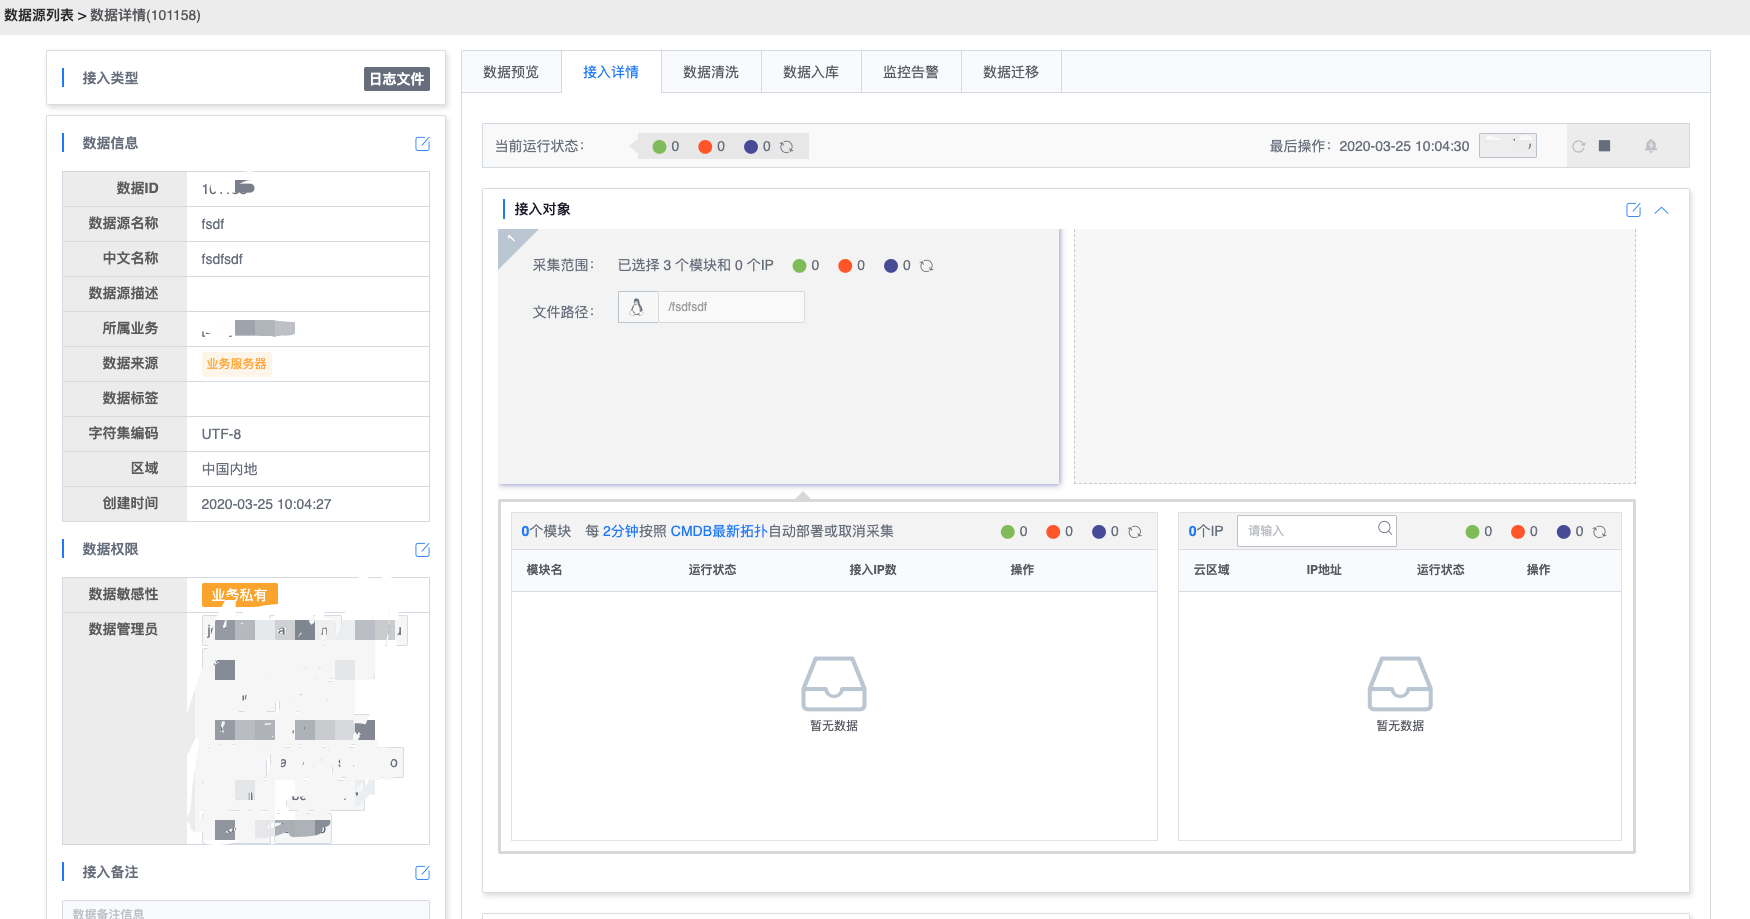 数据源列表 > 数据详情(101158)
接入类型
日志文件
数据信息
数据ID
数据源名称 fsdf
中文名称 fsdfsdf
数据源描述
所属业务
数据来源 业务服务器
数据标签
字符集编码 UTF-8
区域 中国内地
创建时间 2020-03-25 10:04:27
数据权限
数据敏感性 业务私有
数据管理员
接入备注
数据备注信息
数据预览 接入详情 数据清洗 数据入库 监控告警 数据迁移
当前运行状态： 0 0 0 最后操作：2020-03-25 10:04:30
接入对象
1
采集范围： 已选择 3 个模块和 0 个IP 0 0 0
文件路径： /fsdfsdf
0个模块 每 2分钟按照 CMDB最新拓扑自动部署或取消采集 0 0 0
模块名 运行状态 接入IP数 操作
暂无数据
0个IP 请输入 0 0 0
云区域 IP地址 运行状态 操作
暂无数据